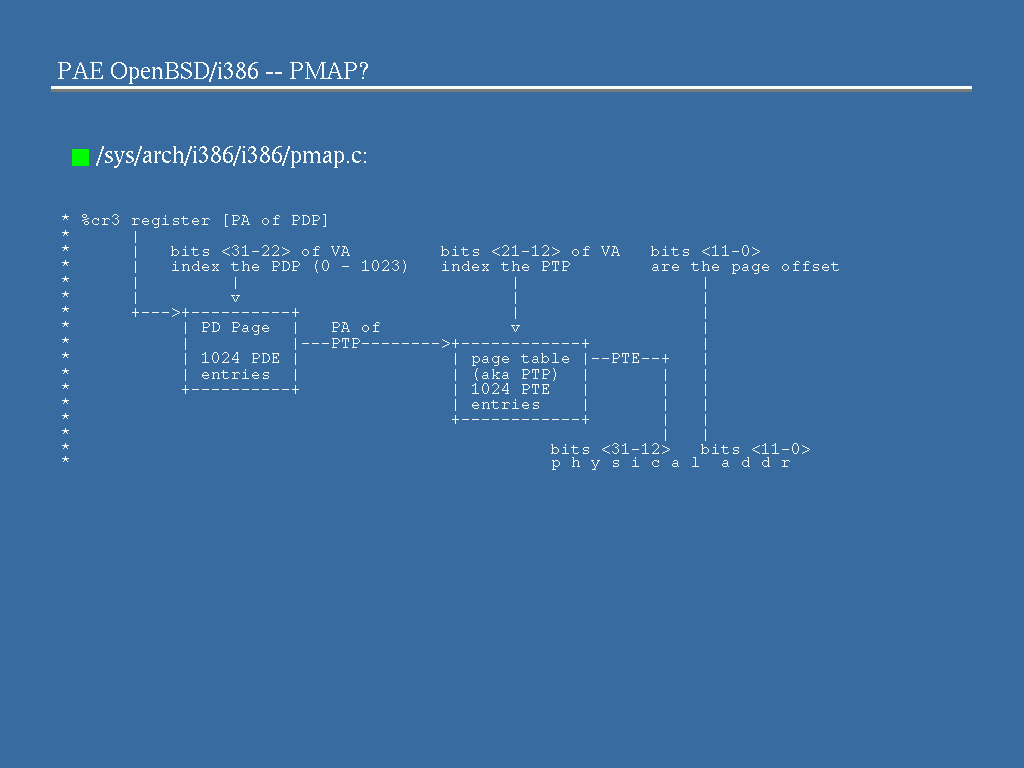 PAE OpenBSD/i386 -- PMAP?
/sys/arch/i386/i386/pmap.c:
* %cr3 register [PA of PDP]
*      |
*      |   bits <31-22> of VA         bits <21-12> of VA   bits <11-0>
*      |   index the PDP (0 - 1023)   index the PTP        are the page offset
*      |         |                           |                  |
*      |         v                           |                  |
*      +--->+----------+                     |                  |
*           | PD Page  |   PA of             v                  |
*           |          |---PTP-------->+------------+           |
*           | 1024 PDE |               | page table |--PTE--+   |
*           | entries  |               | (aka PTP)  |       |   |
*           +----------+               | 1024 PTE   |       |   |
*                                      | entries    |       |   |
*                                      +------------+       |   |
*                                                           |   |
*                                                bits <31-12>   bits <11-0>
*                                                p h y s i c a l  a d d r